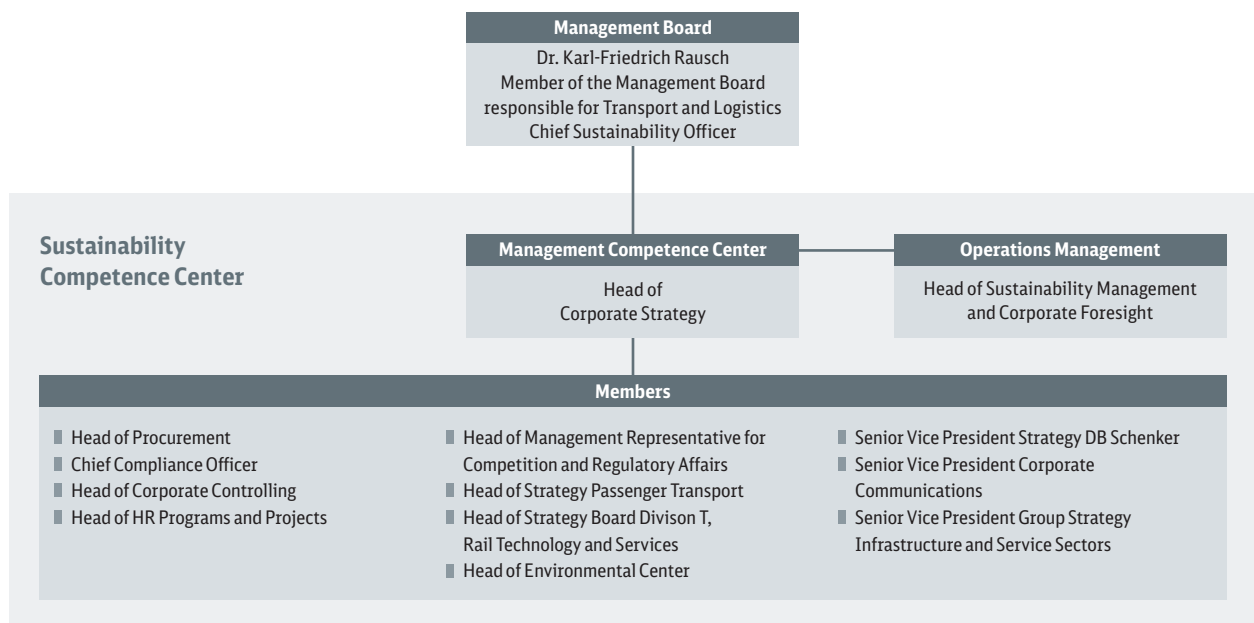 Management Board
Dr. Karl-Friedrich Rausch
Member of the Management Board
responsible for Transport and Logistics
Chief Sustainability Officer
Sustainability
Competence Center
Management Competence Center
Head of
Corporate Strategy
Operations Management
Head of Sustainability Management
and Corporate Foresight
Members
Head of Procurement
Chief Compliance Officer
Head of Corporate Controlling
Head of HR Programs and Projects
Head of Management Representative for
Competition and Regulatory Affairs
Head of Strategy Passenger Transport
Head of Strategy Board Divison T,
Rail Technology and Services
Head of Environmental Center
Senior Vice President Strategy DB Schenker
Senior Vice President Corporate
Communications
Senior Vice President Group Strategy
Infrastructure and Service Sectors